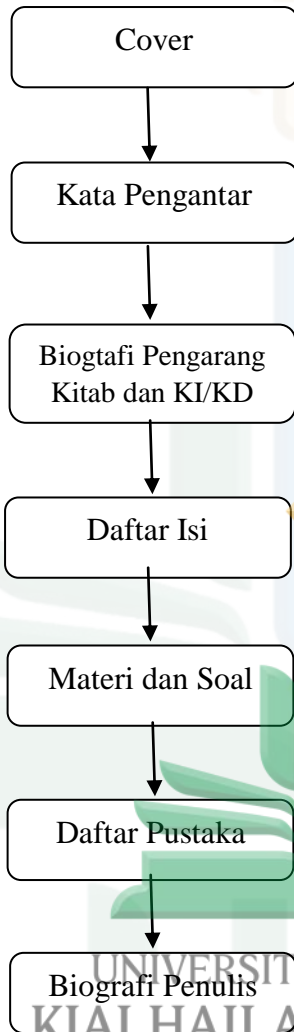 Cover
Kata Pengantar
Biogtafi Pengarang
Kitab dan KI/KD
Daftar Isi
Materi dan Soal
Daftar Pustaka
UNIVERSIT
Biografi Penulis
KIAI HAJI A